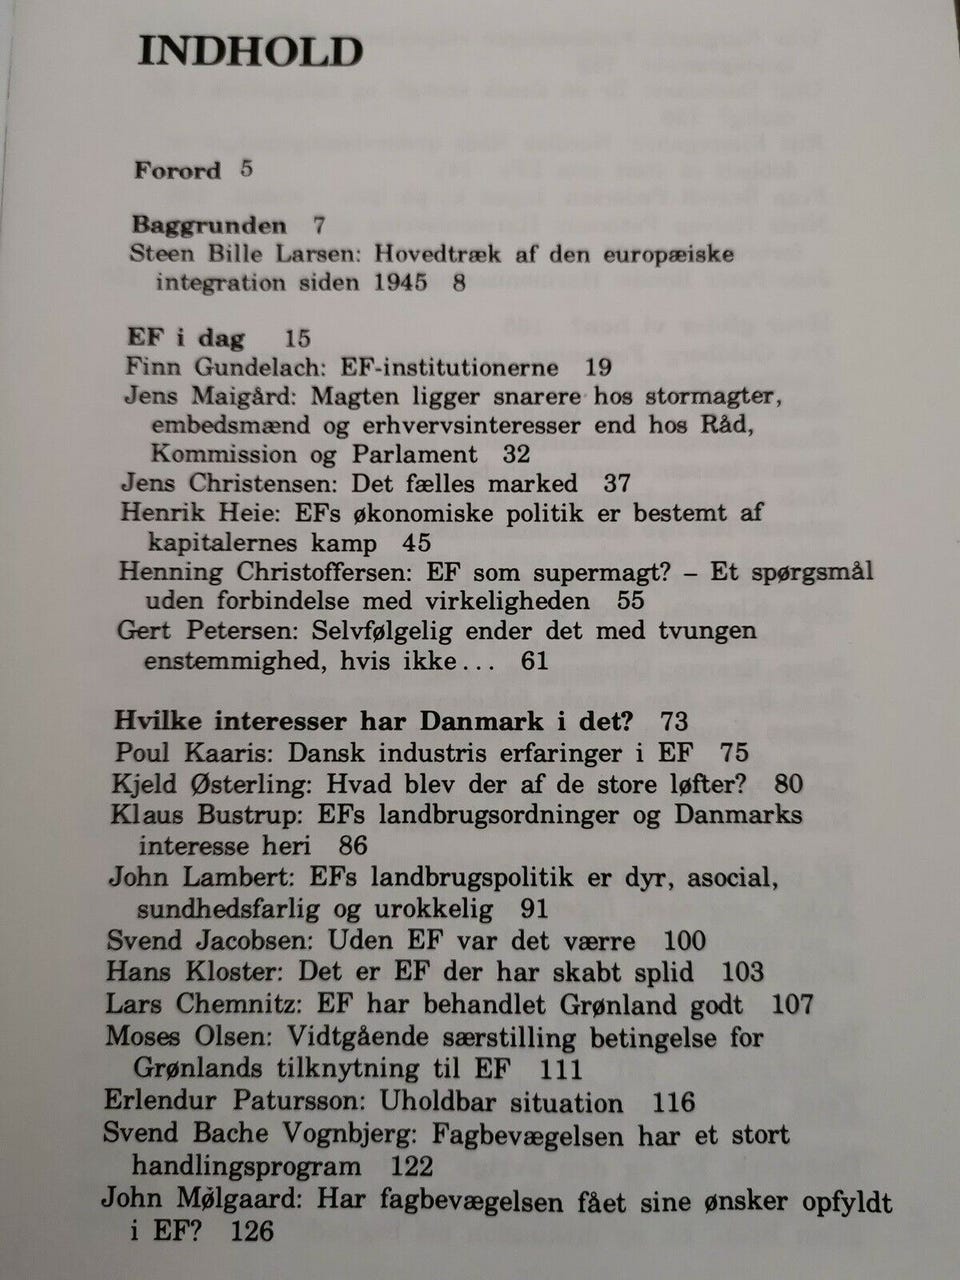 INDHOLD
Forord 5
Baggrunden 7
Steen Bille Larsen: Hovedtræk af den europæiske
integration siden 1945 8
EF i dag 15
Finn Gundelach: EF-institutionerne 19
Jens Maigård: Magten ligger snarere hos stormagter,
embedsmænd og erhvervsinteresser end hos Råd,
Kommission og Parlament 32
Jens Christensen: Det fælles marked 37
Henrik Heie: EFs økonomiske politik er bestemt af
kapitalernes kamp 45
Henning Christoffersen: EF som supermagt? – Et spørgsmål
uden forbindelse med virkeligheden 55
Gert Petersen: Selvfølgelig ender det med tvungen
enstemmighed, hvis ikke... 61
Hvilke interesser har Danmark i det? 73
Poul Kaaris: Dansk industris erfaringer i EF 75
Kjeld Østerling: Hvad blev der af de store løfter? 80
Klaus Bustrup: EFs landbrugsordninger og Danmarks
interesse heri 86
John Lambert: EFs landbrugspolitik er dyr, asocial,
sundhedsfarlig og urokkelig 91
Svend Jacobsen: Uden EF var det værre 100
Hans Kloster: Det er EF der har skabt splid 103
Lars Chemnitz: EF har behandlet Grønland godt 107
Moses Olsen: Vidtgående særstilling betingelse for
Grønlands tilknytning til EF 111
Erlendur Patursson: Uholdbar situation 116
Svend Bache Vognbjerg: Fagbevægelsen har et stort
handlingsprogram 122
John Mølgaard: Har fagbevægelsen fået sine ønsker opfyldt
i EF? 126